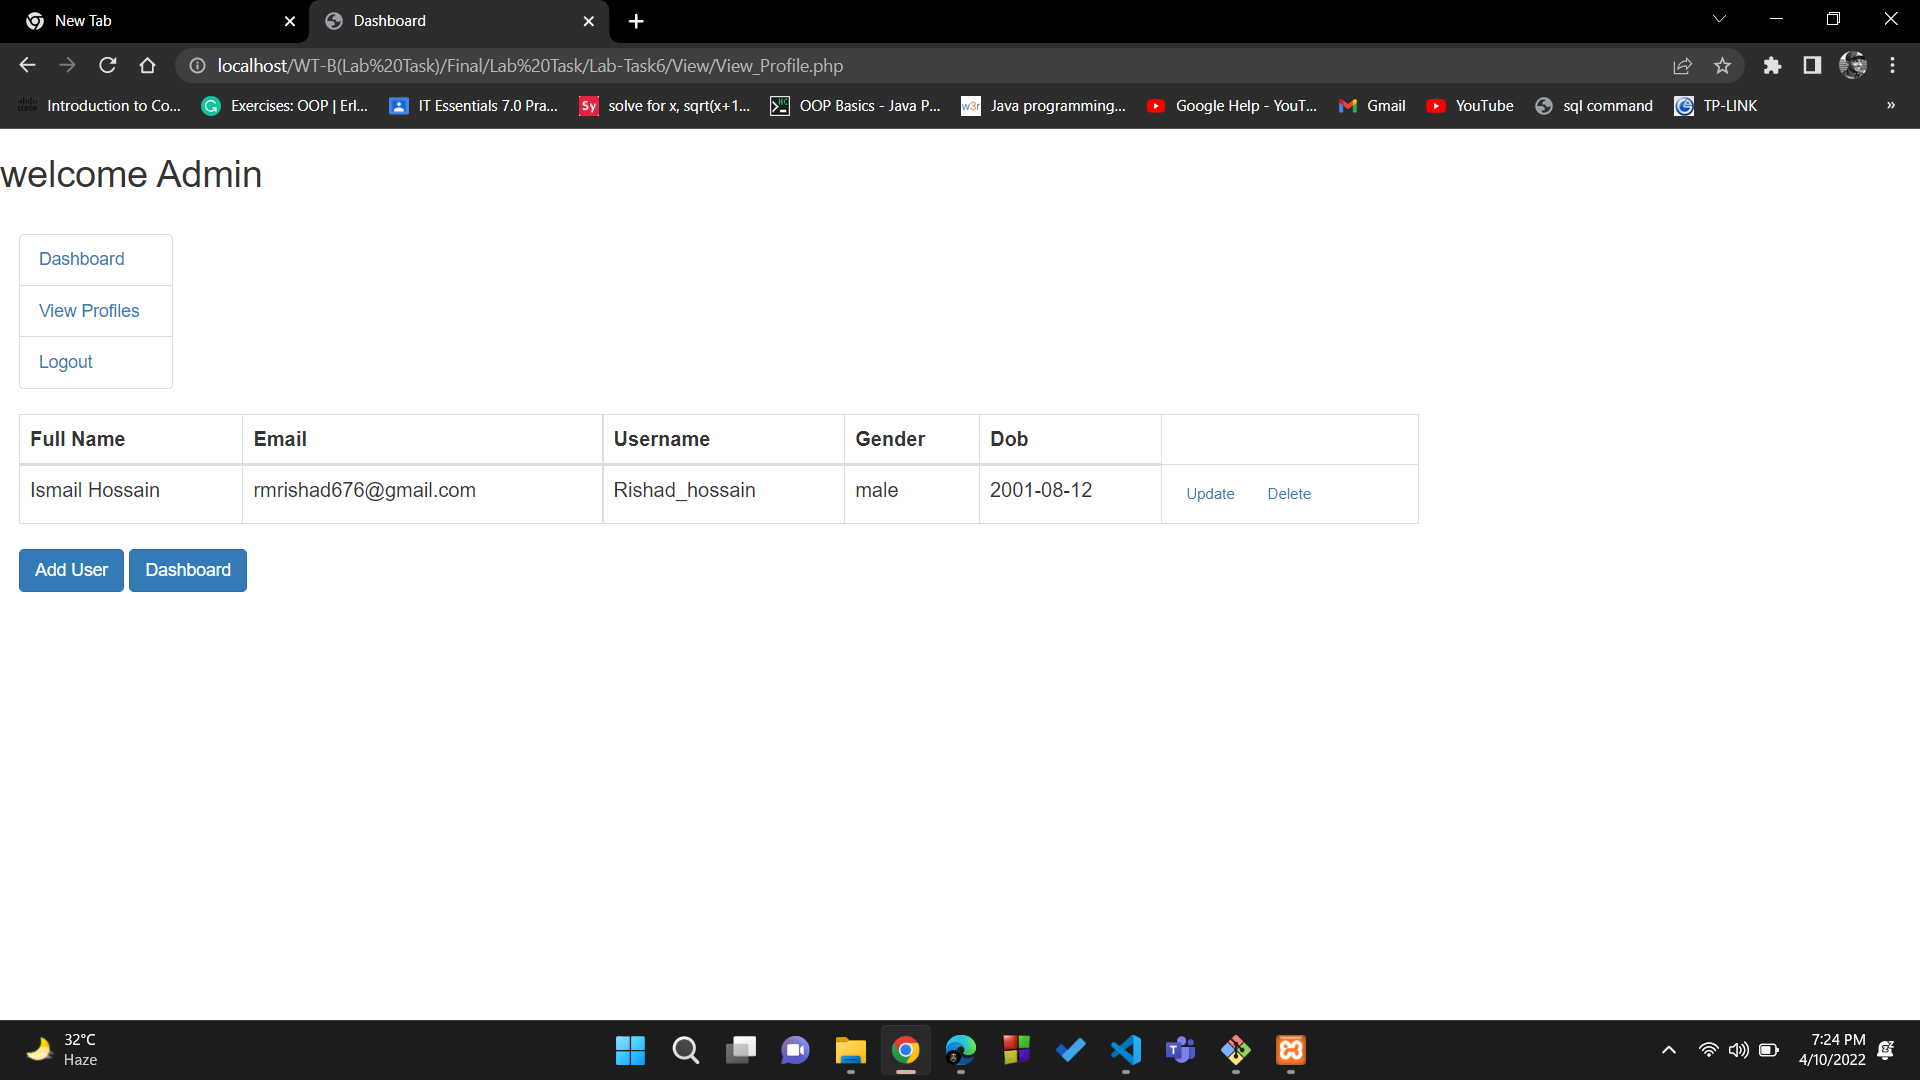 New Tab
Dashboard
localhost/WT-B(Lab%20Task)/Final/Lab%20Task/Lab-Task6/View/View_Profile.php
Introduction to Co... Exercises: OOP | Erl... IT Essentials 7.0 Pra... Sy solve for x, sqrt(x+1... OOP Basics - Java P... w3r Java programming... Google Help - YouT... Gmail YouTube sql command TP-LINK »
welcome Admin
Dashboard
View Profiles
Logout
Full Name Email Username Gender Dob
Ismail Hossain rmrishad676@gmail.com Rishad_hossain male 2001-08-12 Update Delete
Add User Dashboard
32°C
Haze
7:24 PM
4/10/2022